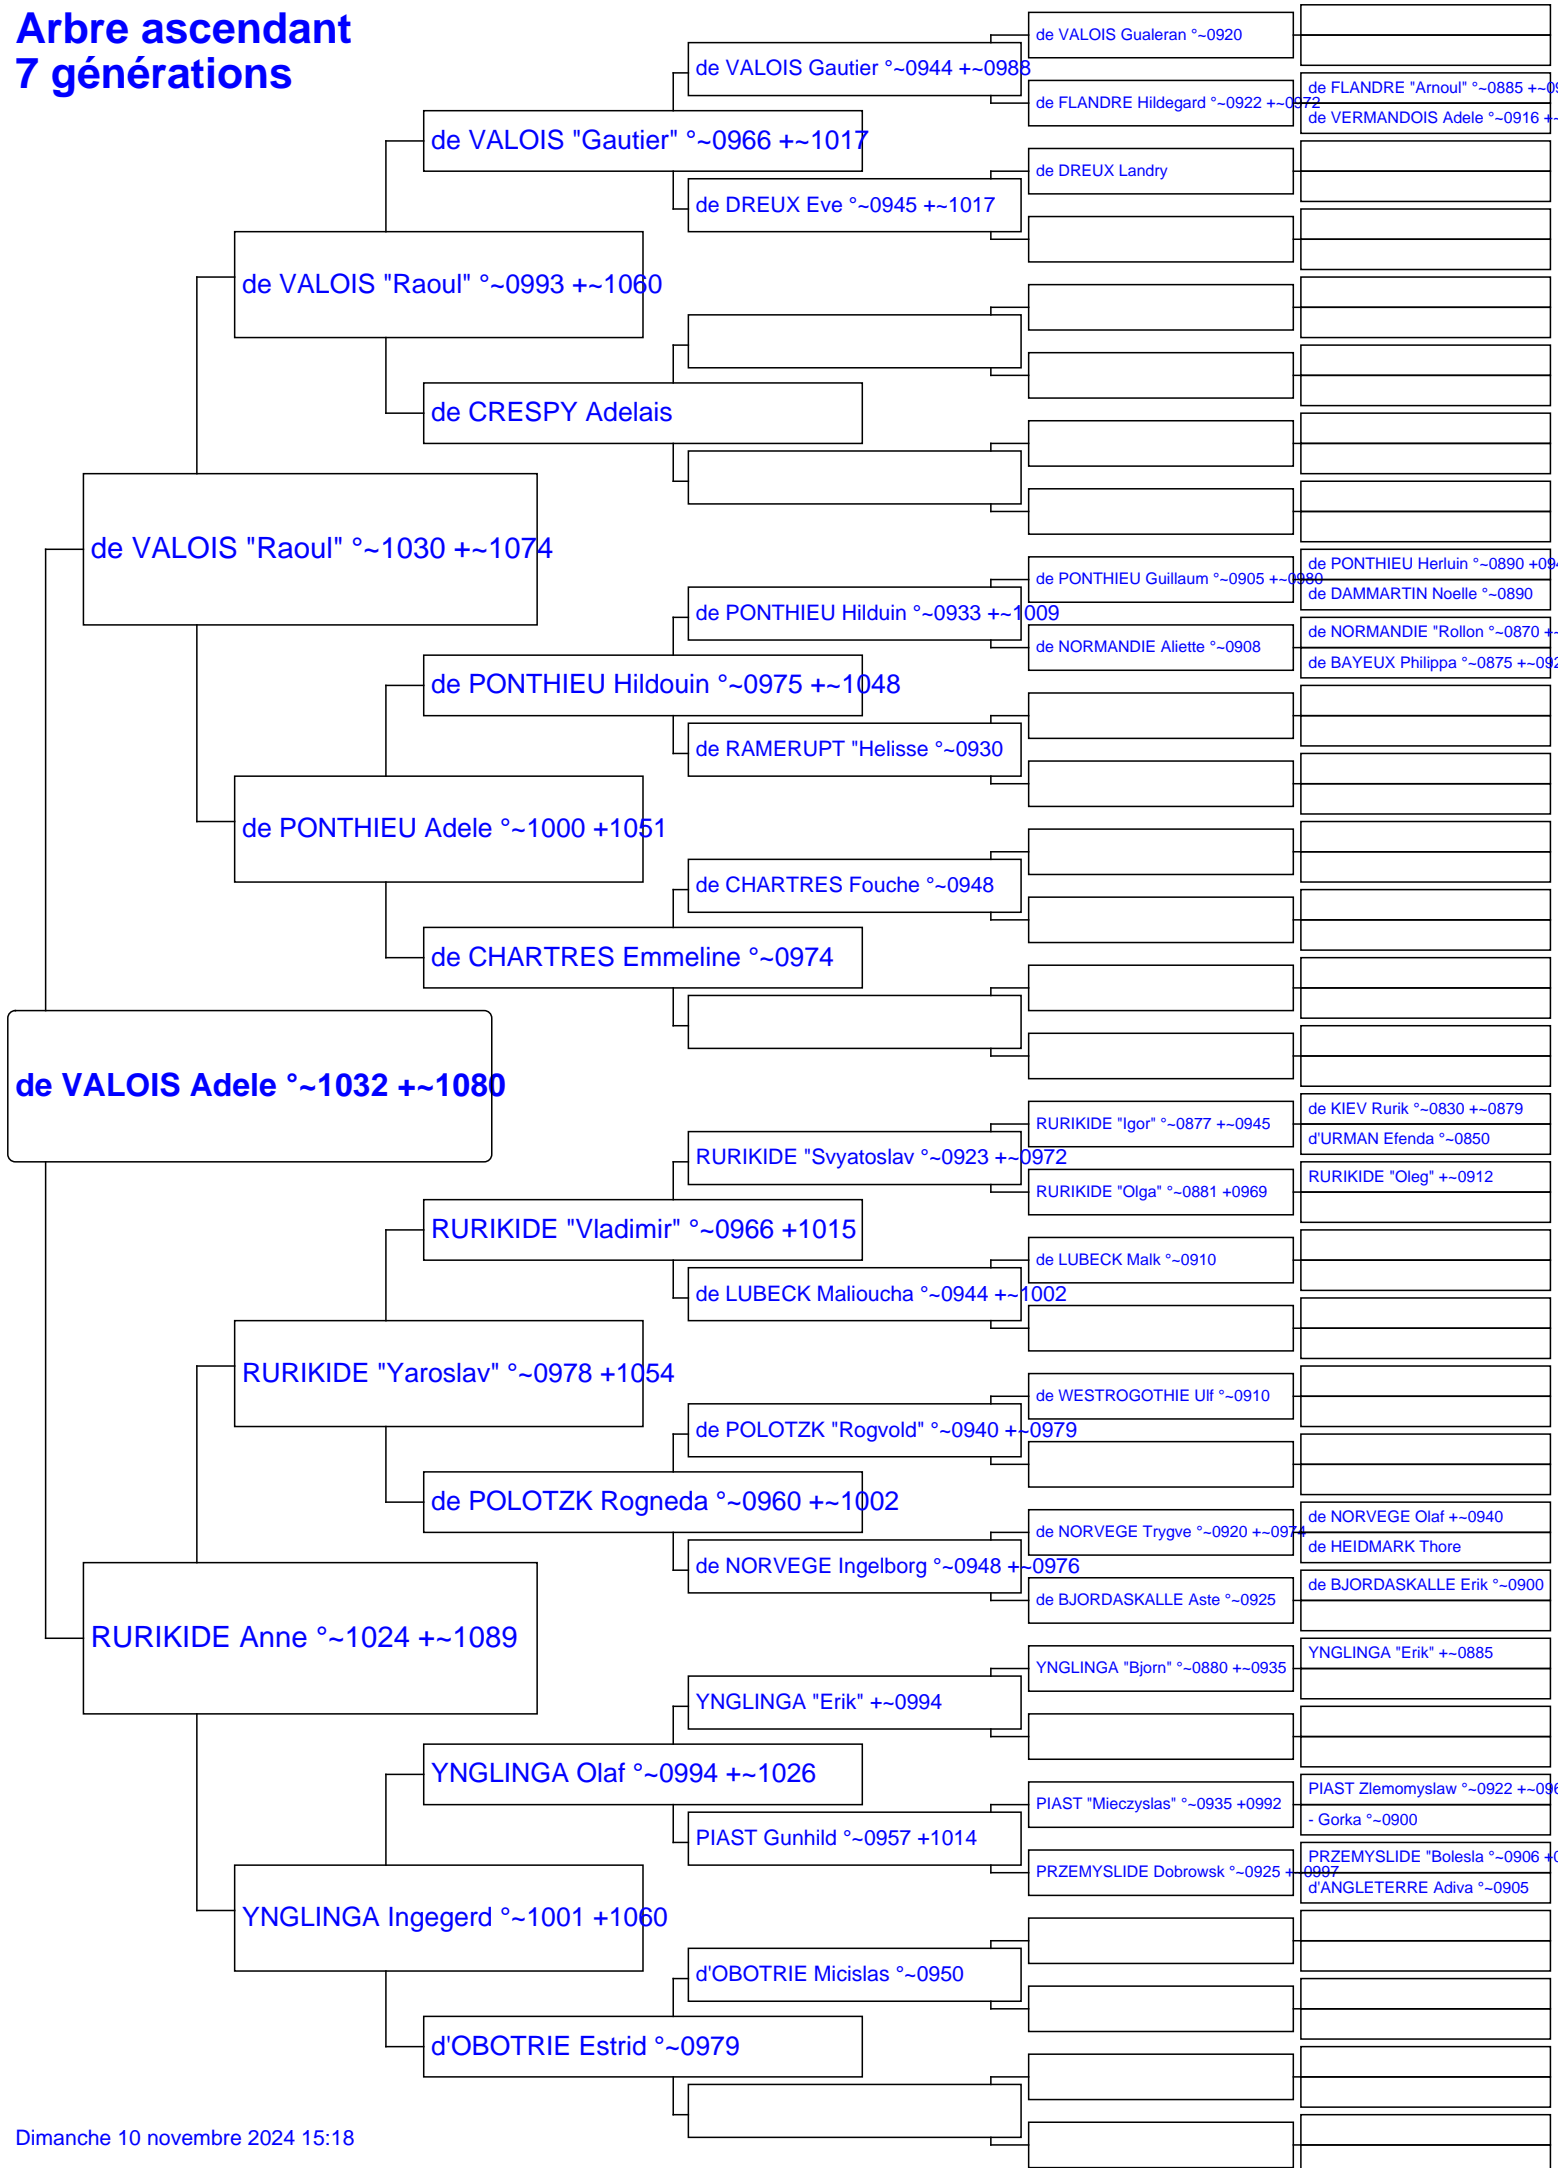 Arbre ascendant
7 générations
de VALOIS Adele °~1032 +~1080
de VALOIS "Raoul" °~1030 +~1074
RURIKIDE Anne °~1024 +~1089
de VALOIS "Raoul" °~0993 +~1060
de PONTHIEU Adele °~1000 +1051
RURIKIDE "Yaroslav" °~0978 +1054
YNGLINGA Ingegerd °~1001 +1060
de VALOIS "Gautier" °~0966 +~1017
de CRESPY Adelais
de PONTHIEU Hildouin °~0975 +~1048
de CHARTRES Emmeline °~0974
RURIKIDE "Vladimir" °~0966 +1015
de POLOTZK Rogneda °~0960 +~1002
YNGLINGA Olaf °~0994 +~1026
d'OBOTRIE Estrid °~0979
de VALOIS Gautier °~0944 +~0988
de DREUX Eve °~0945 +~1017
de PONTHIEU Hilduin °~0933 +~1009
de RAMERUPT "Helisse °~0930
de CHARTRES Fouche °~0948
RURIKIDE "Svyatoslav °~0923 +~0972
de LUBECK Malioucha °~0944 +~1002
de POLOTZK "Rogvold" °~0940 +~0979
de NORVEGE Ingelborg °~0948 +~0976
YNGLINGA "Erik" +~0994
PIAST Gunhild °~0957 +1014
d'OBOTRIE Micislas °~0950
de VALOIS Gualeran °~0920
de FLANDRE Hildegard °~0922 +~0972
de DREUX Landry
de PONTHIEU Guillaum °~0905 +~0980
de NORMANDIE Aliette °~0908
RURIKIDE "Igor" °~0877 +~0945
RURIKIDE "Olga" °~0881 +0969
de LUBECK Malk °~0910
de WESTROGOTHIE Ulf °~0910
de NORVEGE Trygve °~0920 +~0974
de BJORDASKALLE Aste °~0925
YNGLINGA "Bjorn" °~0880 +~0935
PIAST "Mieczyslas" °~0935 +0992
PRZEMYSLIDE Dobrowsk °~0925 +~0997
de FLANDRE "Arnoul" °~0885 +~09
de VERMANDOIS Adele °~0916 +~
de PONTHIEU Herluin °~0890 +094
de DAMMARTIN Noelle °~0890
de NORMANDIE "Rollon °~0870 +~
de BAYEUX Philippa °~0875 +~092
de KIEV Rurik °~0830 +~0879
d'URMAN Efenda °~0850
RURIKIDE "Oleg" +~0912
de NORVEGE Olaf +~0940
de HEIDMARK Thore
de BJORDASKALLE Erik °~0900
YNGLINGA "Erik" +~0885
PIAST Zlemomyslaw °~0922 +~096
- Gorka °~0900
PRZEMYSLIDE "Bolesla °~0906 +0
d'ANGLETERRE Adiva °~0905
Dimanche 10 novembre 2024 15:18